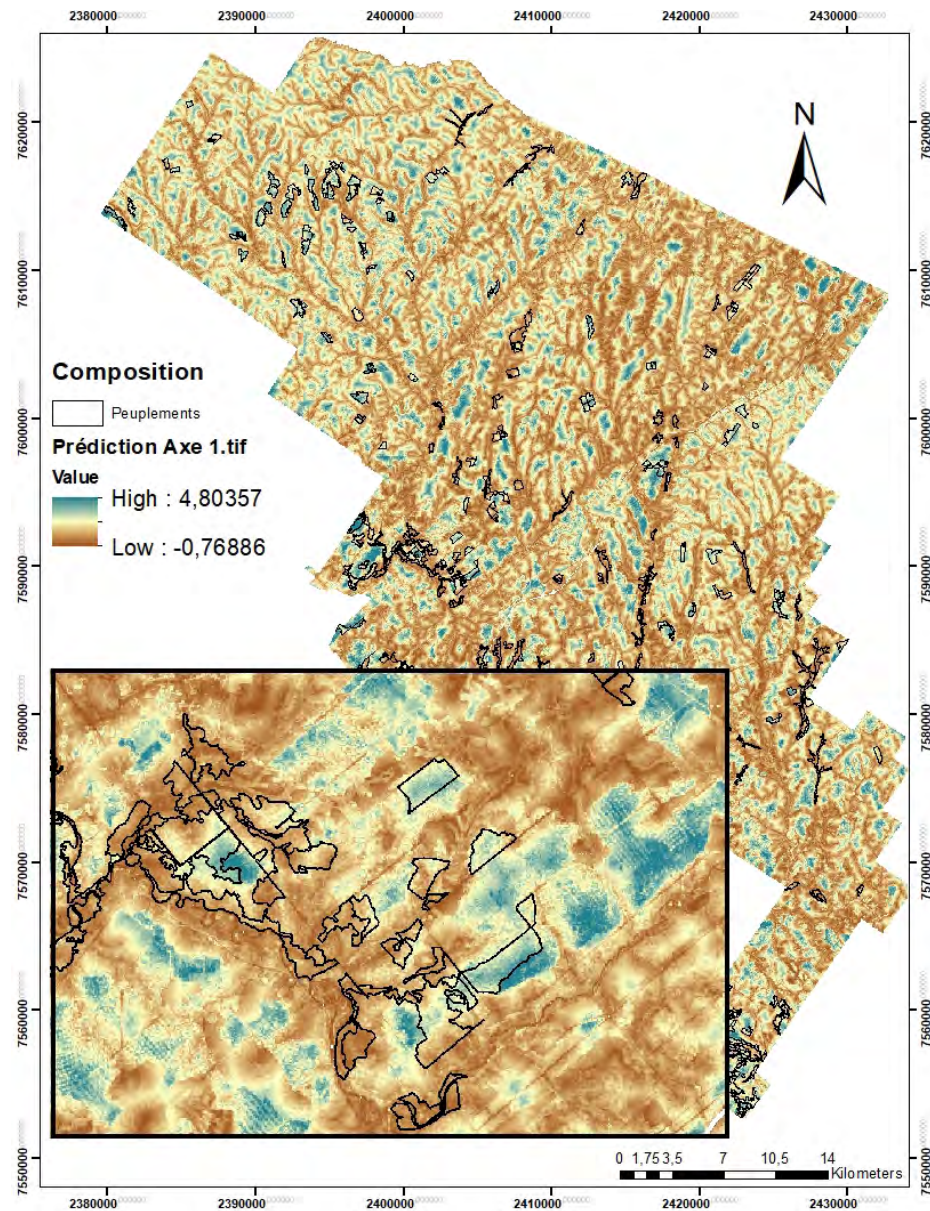 2380000 2390000 2400000 2410000 2420000 2430000
N
7620000 7620000
7610000 7610000
7600000 7600000
7590000 7590000
7580000 7580000
7570000 7570000
7560000 7560000
7550000 7550000
Composition
Peuplements
Prédiction Axe 1.tif
Value
High : 4,80357
Low : -0,76886
0 1,75 3,5 7 10,5 14
Kilometers
2380000 2390000 2400000 2410000 2420000 2430000